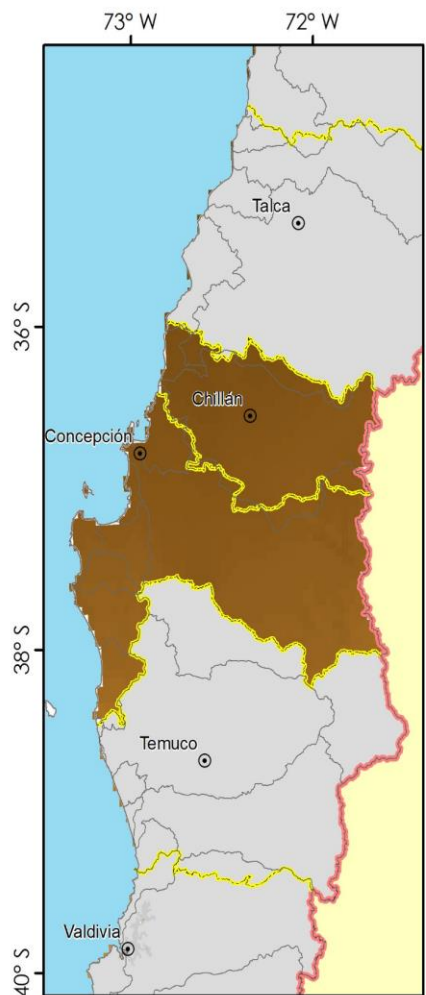 73° W
72° W
Talca
36° S
Chillán
Concepción
38° S
Temuco
Valdivia
40° S